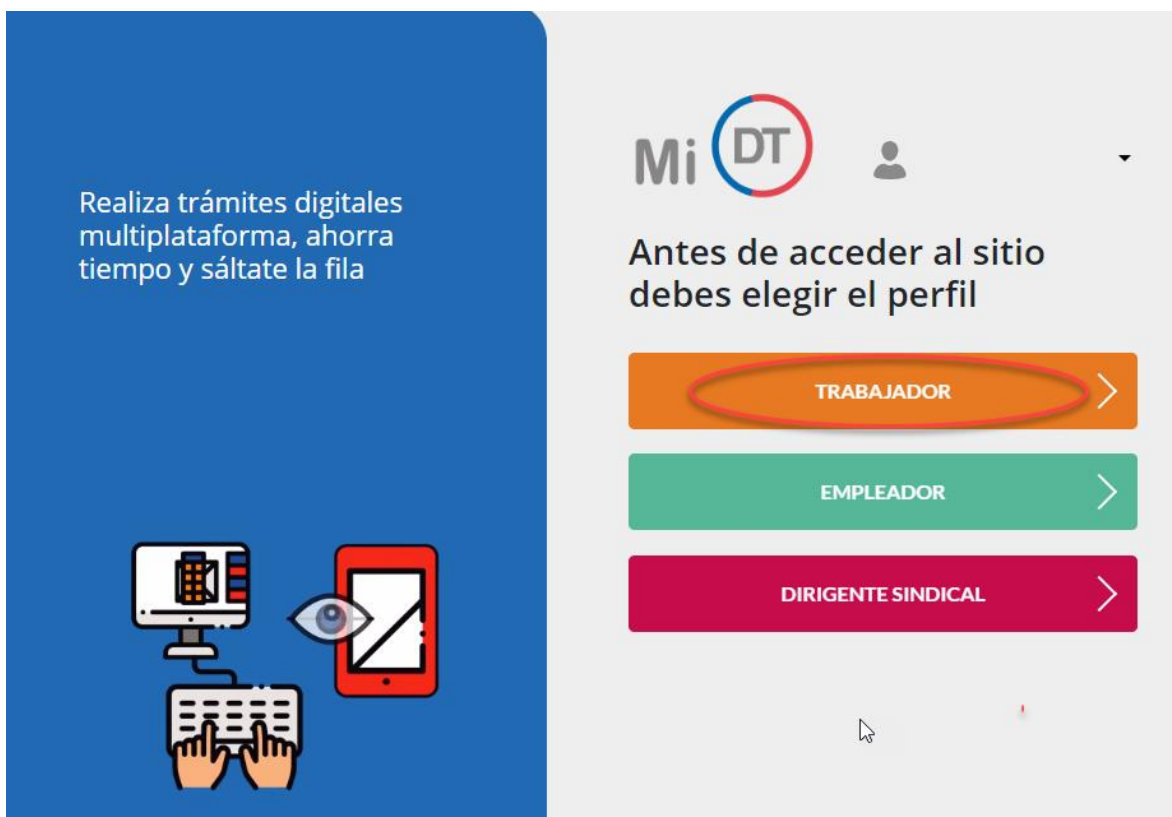 Realiza trámites digitales
multiplataforma, ahorra
tiempo y sáltate la fila
Mi DT
Antes de acceder al sitio
debes elegir el perfil
TRABAJADOR
EMPLEADOR
DIRIGENTE SINDICAL